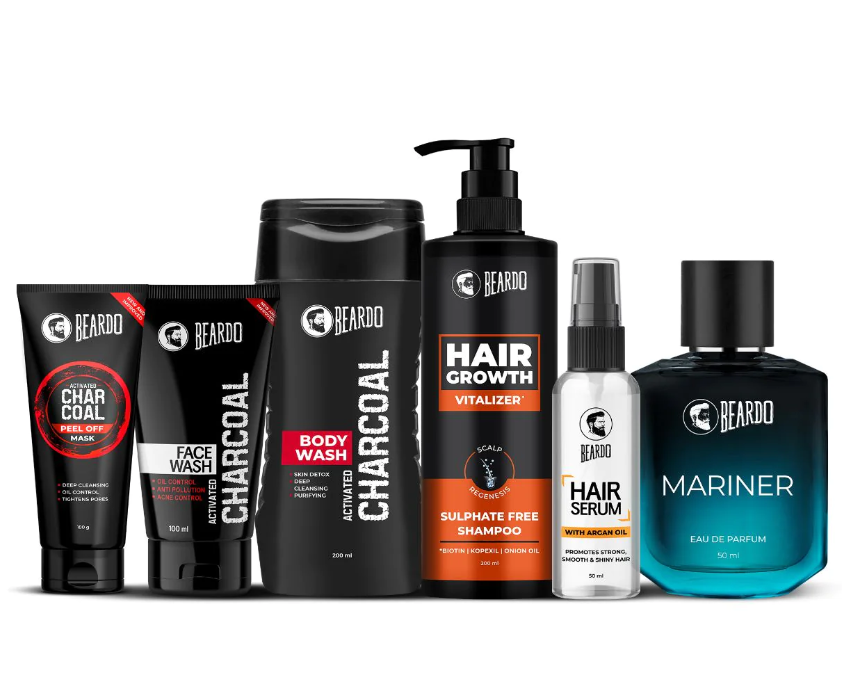 NEW AND
IMPROVED
BEARDO
ACTIVATED
CHAR
COAL
PEEL OFF
MASK
DEEP CLEANSING
OIL CONTROL
TIGHTENS PORES
100 g
BEARDO
FACE
WASH
OIL CONTROL
ANTI POLLUTION
ACNE CONTROL
ACTIVATED
CHARCOAL
100 ml
BEARDO
BODY
WASH
SKIN DETOX
DEEP
CLEANSING
PURIFYING
ACTIVATED
CHARCOAL
200 ml
BEARDO
HAIR
GROWTH
VITALIZER*
SCALP
REGENESIS
SULPHATE FREE
SHAMPOO
*BIOTIN | KOPEXIL | ONION OIL
200 ml
BEARDO
HAIR
SERUM
WITH ARGAN OIL
PROMOTES STRONG,
SMOOTH & SHINY HAIR
50 ml
BEARDO
MARINER
EAU DE PARFUM
50 ml